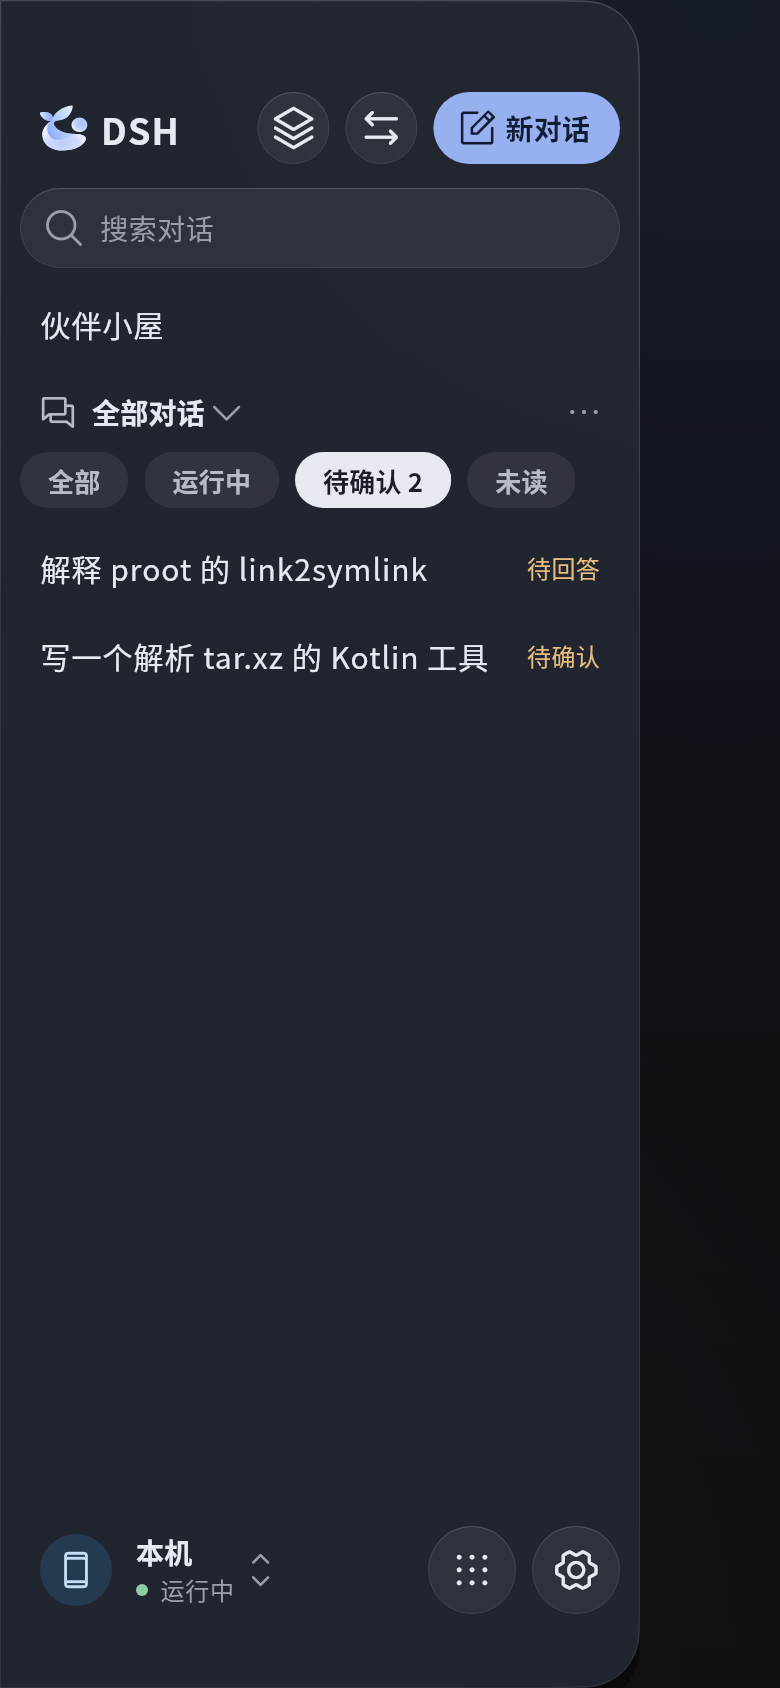 DSH
新对话
搜索对话
伙伴小屋
全部对话
全部 运行中 待确认 2 未读
解释 proot 的 link2symlink 待回答
写一个解析 tar.xz 的 Kotlin 工具 待确认
本机
运行中